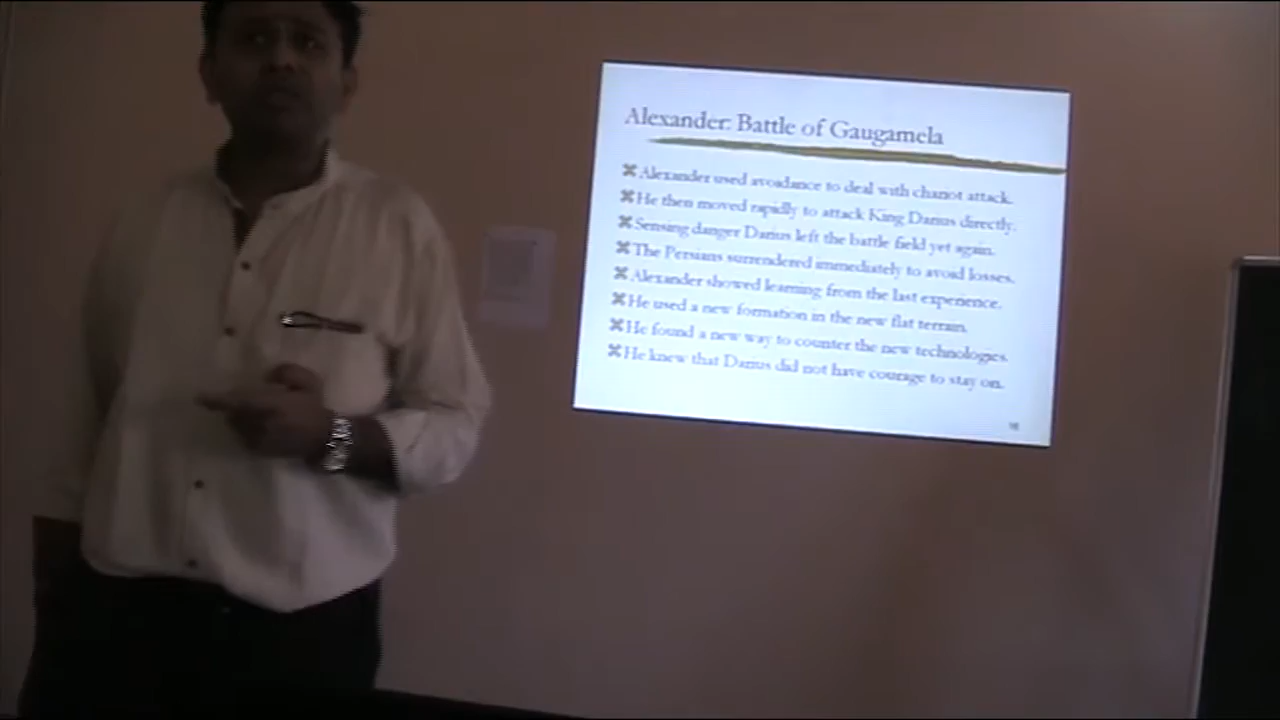 Alexander: Battle of Gaugamela
Alexander used avoidance to deal with chariot attack.
He then moved rapidly to attack King Darius directly.
Sensing danger Darius left the battle field yet again.
The Persians surrendered immediately to avoid losses.
Alexander showed learning from the last experience.
He used a new formation in the new flat terrain.
He found a new way to counter the new technologies.
He knew that Darius did not have courage to stay on.